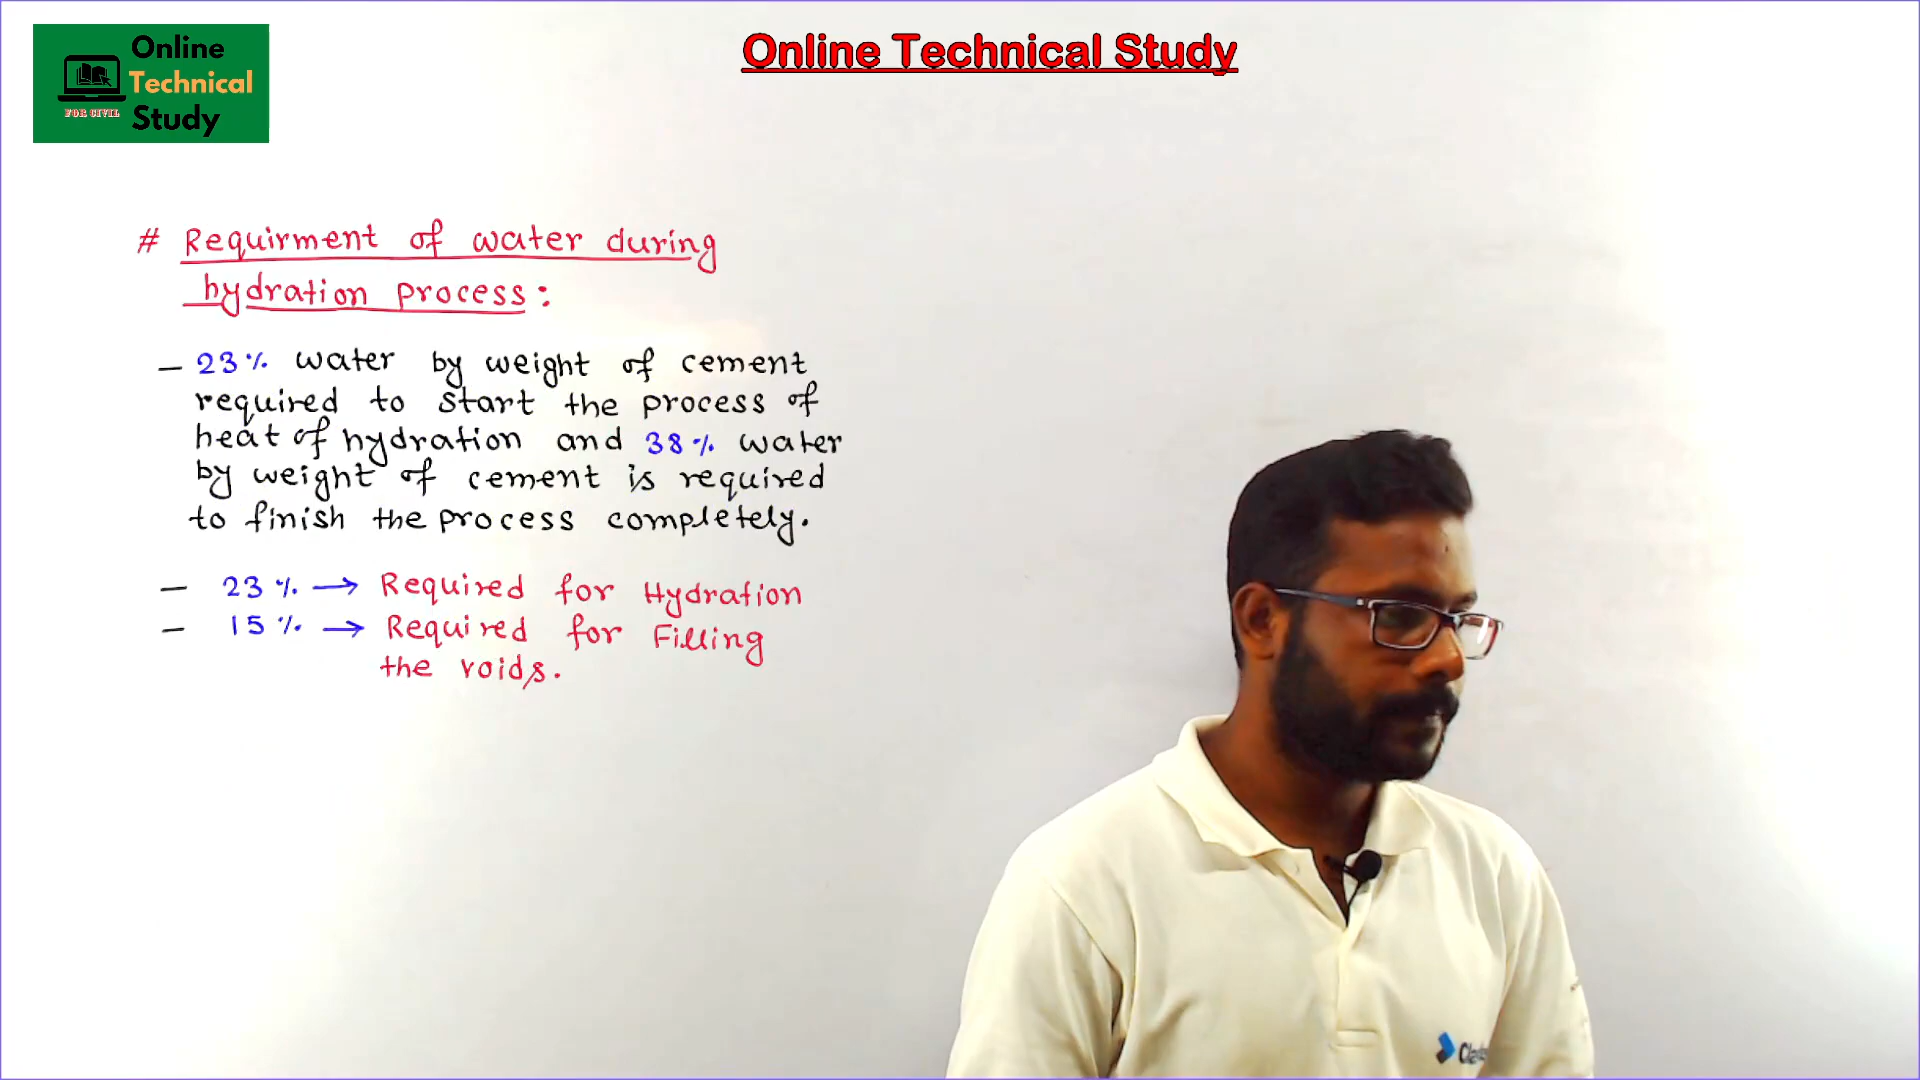 Online
Technical
FOR CIVIL
Study
Online Technical Study
# Requirment of water during
hydration process:
– 23% water by weight of cement
required to start the process of
heat of hydration and 38% water
by weight of cement is required
to finish the process completely.
– 23% → Required for Hydration
– 15% → Required for Filling
the voids.